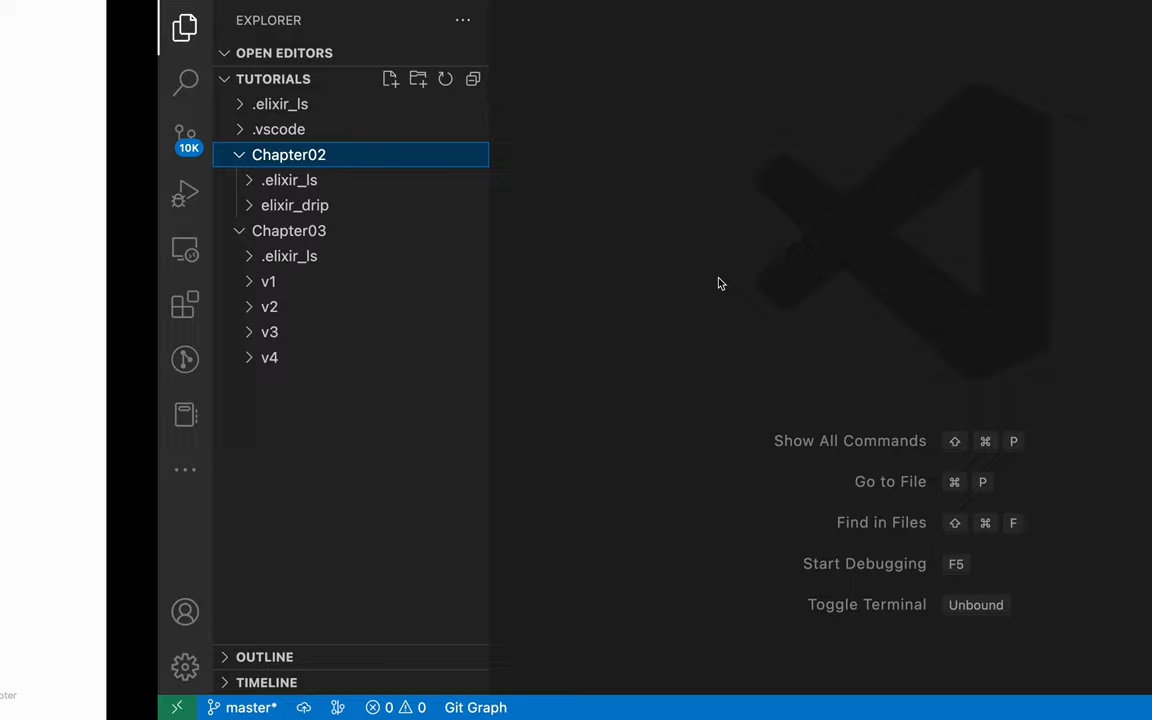 EXPLORER
OPEN EDITORS
TUTORIALS
.elixir_ls
.vscode
10K
Chapter02
.elixir_ls
elixir_drip
Chapter03
.elixir_ls
v1
v2
v3
v4
Show All Commands ⇧ ⌘ P
Go to File ⌘ P
Find in Files ⇧ ⌘ F
Start Debugging F5
Toggle Terminal Unbound
OUTLINE
TIMELINE
master* 0 0 Git Graph